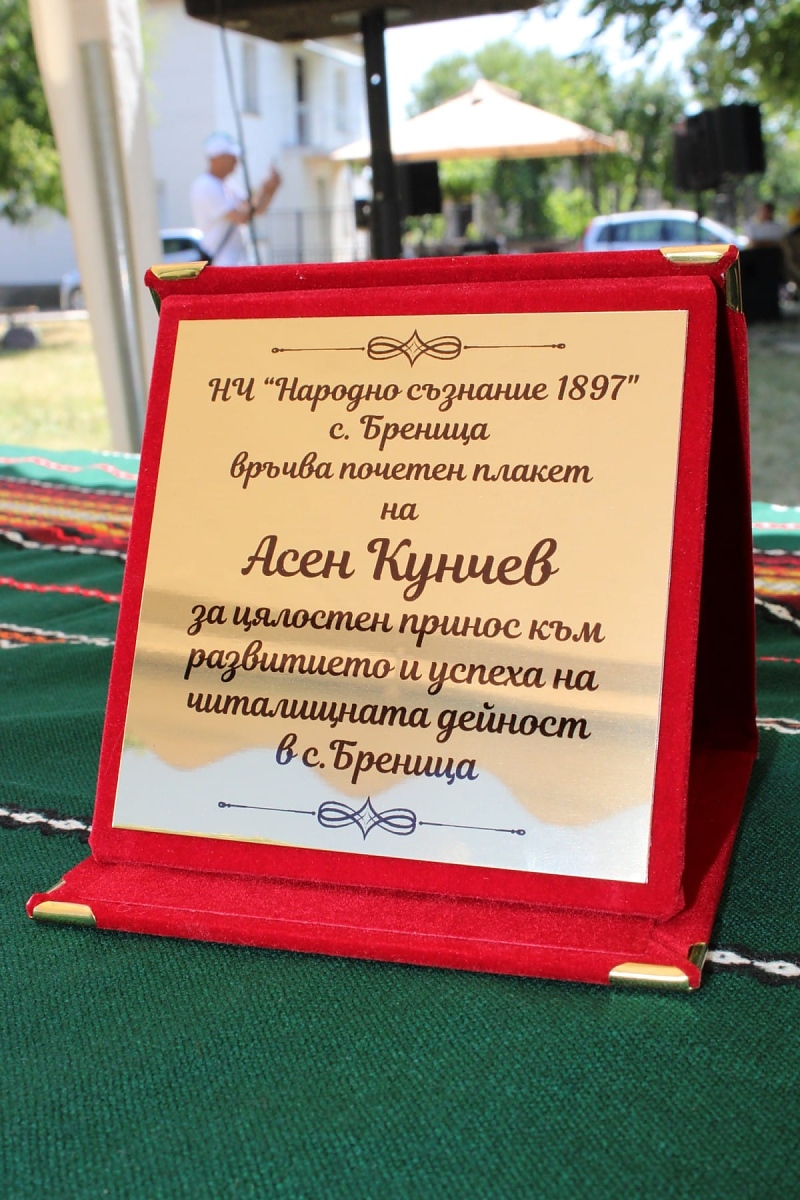 НЧ “Народно съзнание 1897"
с. Бреница
връчва почетен плакет
на
Асен Кунчев
за цялостен принос към
развитието и успеха на
читалищната дейност
в с.Бреница